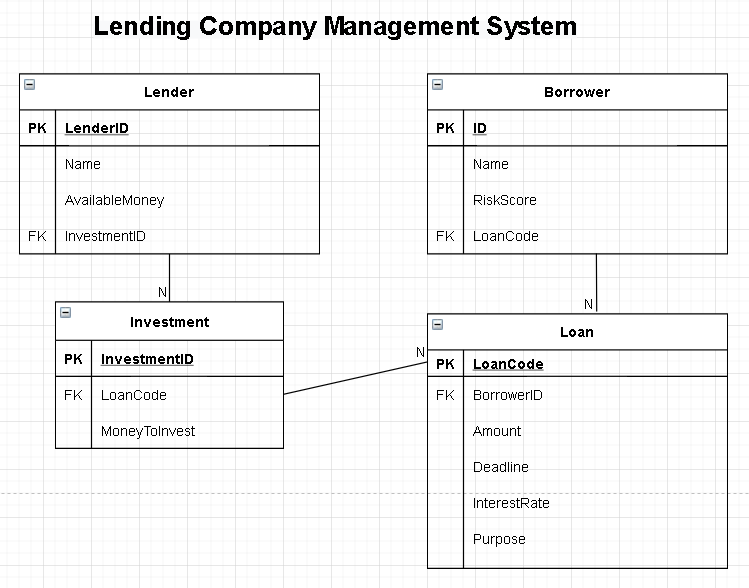 Lending Company Management System
Lender
PK LenderID
Name
AvailableMoney
FK InvestmentID
N
Borrower
PK ID
Name
RiskScore
FK LoanCode
N
Investment
PK InvestmentID
FK LoanCode
MoneyToInvest
N
Loan
PK LoanCode
FK BorrowerID
Amount
Deadline
InterestRate
Purpose